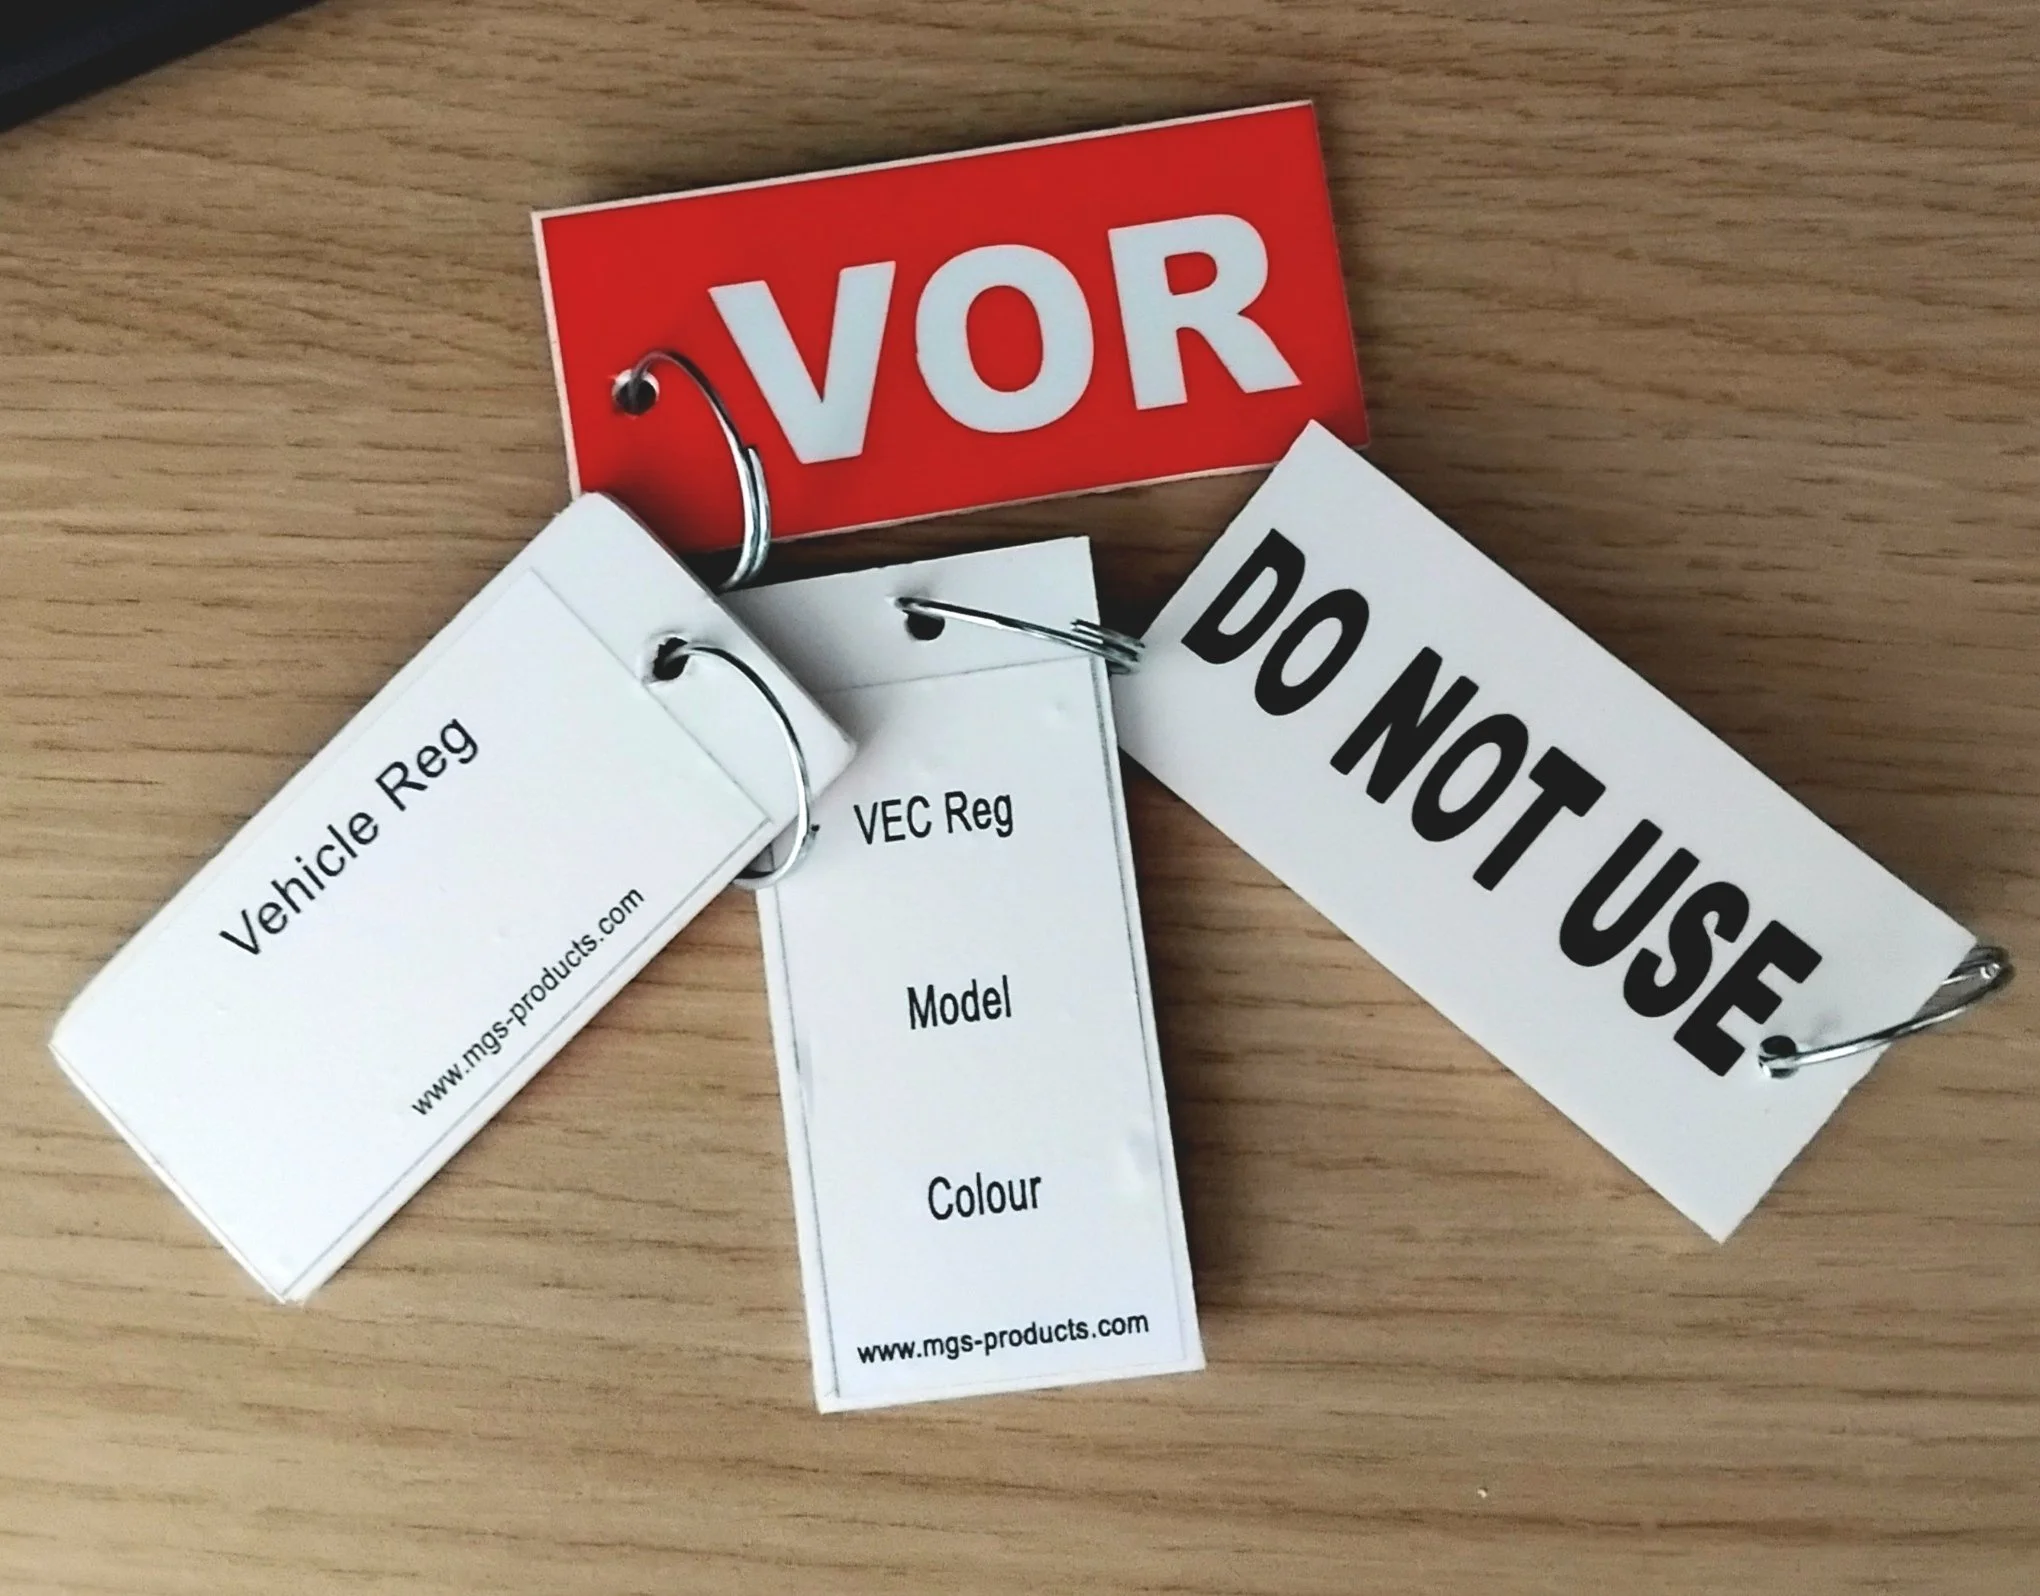 VOR
DO NOT USE
Vehicle Reg
www.mgs-products.com
VEC Reg
Model
Colour
www.mgs-products.com